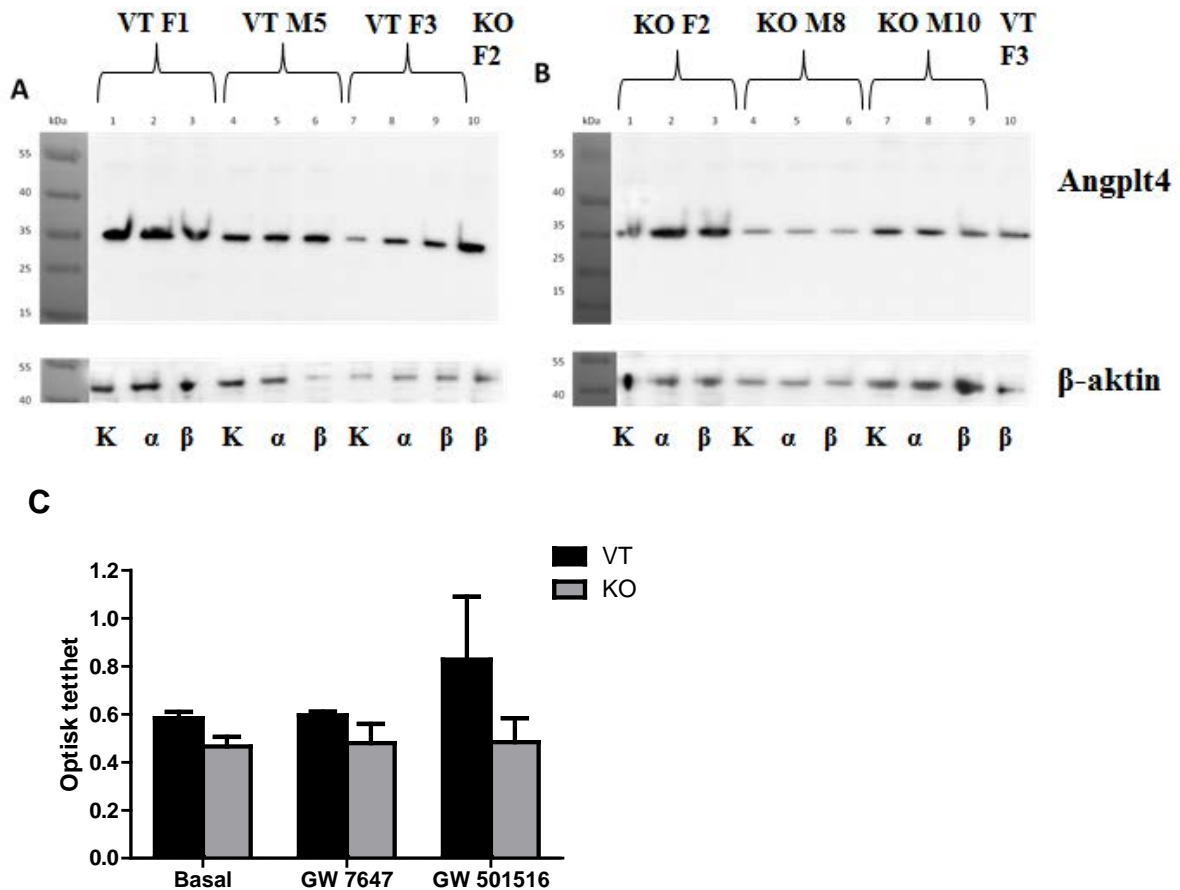 VT F1 VT M5 VT F3 KO
F2
A
kDa 1 2 3 4 5 6 7 8 9 10
55
40
35
25
15
55
40
K α β K α β K α β β
KO F2 KO M8 KO M10 VT
F3
B
kDa 1 2 3 4 5 6 7 8 9 10
55
40
35
25
15
Angplt4
55
40
β-aktin
K α β K α β K α β β
C
VT
KO
Optisk tetthet
1.2
1.0
0.8
0.6
0.4
0.2
0.0
Basal GW 7647 GW 501516